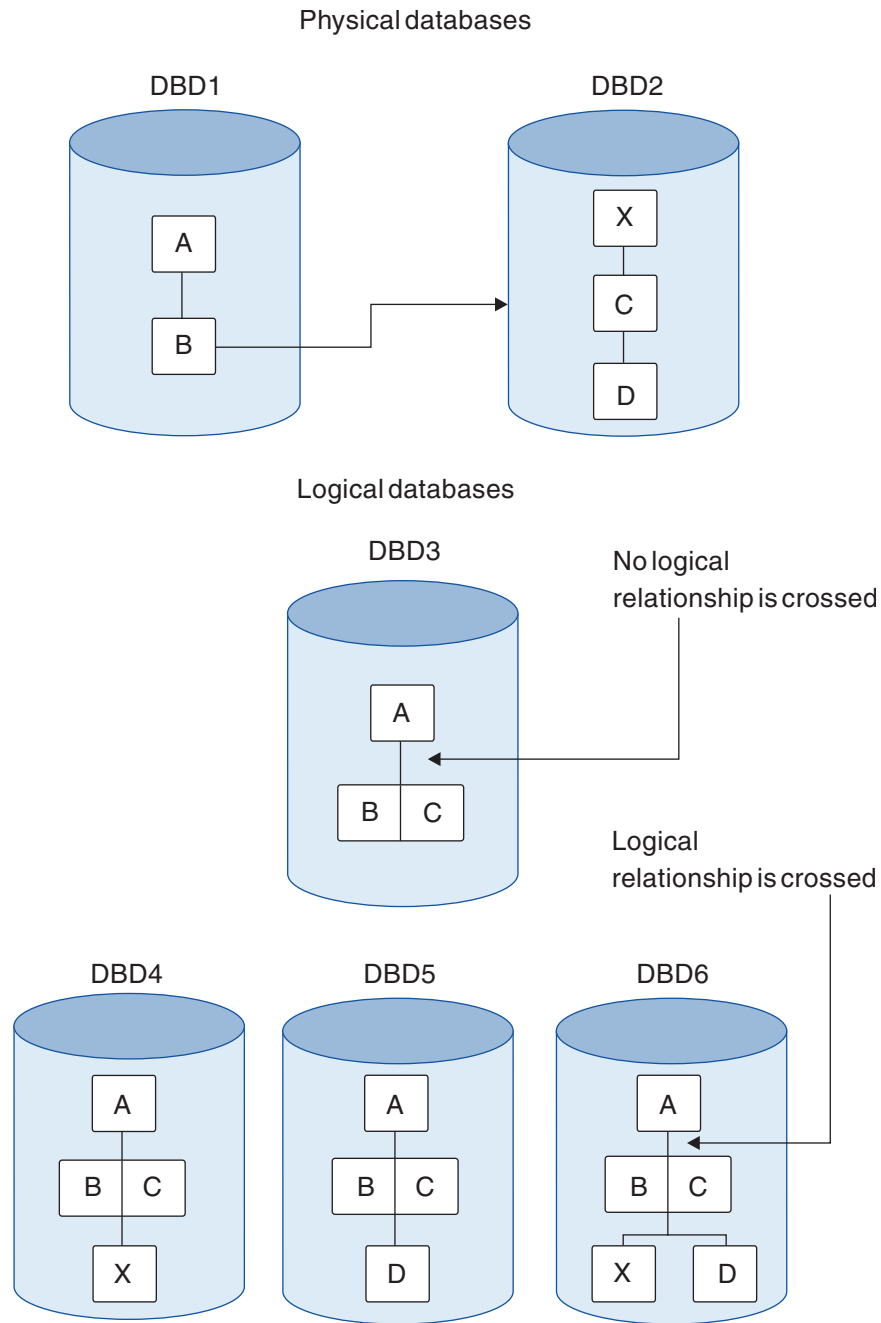 Physical databases
DBD1
DBD2
A
B
X
C
D
Logical databases
DBD3
No logical
relationship is crossed
A
B C
Logical
relationship is crossed
DBD4
DBD5
DBD6
A
B C
X
A
B C
D
A
B C
X D